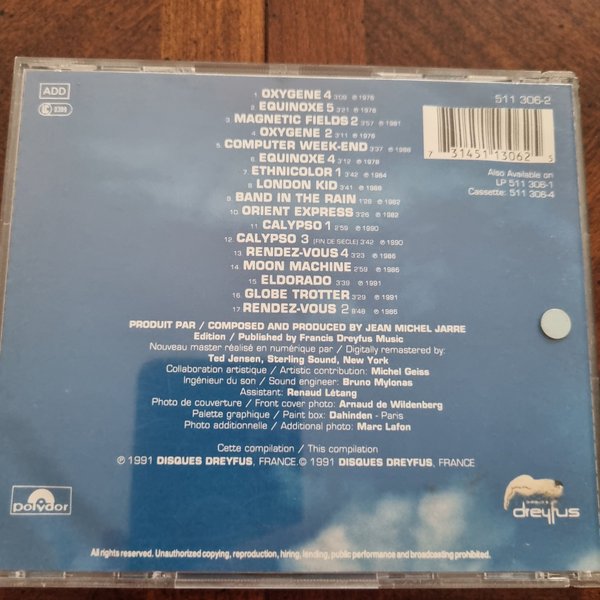 ADD
511 306-2
7 31451 13062 5
Also Available on
LP 511 306-1
Cassette: 511 306-4
1 OXYGENE 4 3'09 ℗ 1976
2 EQUINOXE 5 3'21 ℗ 1978
3 MAGNETIC FIELDS 2 3'57 ℗ 1981
4 OXYGENE 2 3'11 ℗ 1976
5 COMPUTER WEEK-END 3'37 ℗ 1988
6 EQUINOXE 4 3'12 ℗ 1978
7 ETHNICOLOR 1 3'42 ℗ 1984
8 LONDON KID 3'41 ℗ 1988
9 BAND IN THE RAIN 1'29 ℗ 1982
10 ORIENT EXPRESS 3'26 ℗ 1982
11 CALYPSO 1 2'59 ℗ 1990
12 CALYPSO 3 (FIN DE SIECLE) 3'42 ℗ 1990
13 RENDEZ-VOUS 4 3'23 ℗ 1986
14 MOON MACHINE 2'59 ℗ 1986
15 ELDORADO 3'39 ℗ 1991
16 GLOBE TROTTER 3'29 ℗ 1991
17 RENDEZ-VOUS 2 9'48 ℗ 1986
PRODUIT PAR / COMPOSED AND PRODUCED BY JEAN MICHEL JARRE
Edition / Published by Francis Dreyfus Music
Nouveau master réalisé en numérique par / Digitally remastered by:
Ted Jensen, Sterling Sound, New York
Collaboration artistique / Artistic contribution: Michel Geiss
Ingénieur du son / Sound engineer: Bruno Mylonas
Assistant: Renaud Létang
Photo de couverture / Front cover photo: Arnaud de Wildenberg
Palette graphique / Paint box: Dahinden - Paris
Photo additionnelle / Additional photo: Marc Lafon
Cette compilation / This compilation
℗ 1991 DISQUES DREYFUS, FRANCE.© 1991 DISQUES DREYFUS, FRANCE
polydor
dreyfus
All rights reserved. Unauthorized copying, reproduction, hiring, lending, public performance and broadcasting prohibited.